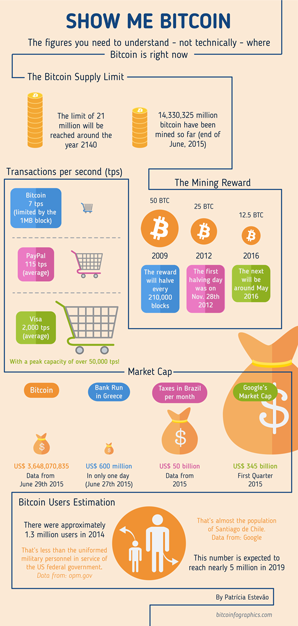 SHOW ME BITCOIN
The figures you need to understand - not technically - where
Bitcoin is right now
The Bitcoin Supply Limit
The limit of 21
million will be
reached around the
year 2140
14,330,325 million
bitcoin have been
mined so far (end of
June, 2015)
Transactions per second (tps)
Bitcoin
7 tps
(limited by the
1MB block)
PayPal
115 tps
(average)
Visa
2,000 tps
(average)
With a peak capacity of over 50,000 tps!
The Mining Reward
50 BTC
25 BTC
12.5 BTC
2009
2012
2016
The reward
will halve
every
210,000
blocks
The first
halving day
was on
Nov. 28th
2012
The next
will be
around May
2016
Market Cap
Bitcoin
Bank Run
in Greece
Taxes in Brazil
per month
Google's
Market Cap
US$ 3,648,070,835
Data from
June 29th 2015
US$ 600 million
In only one day
(June 27th 2015)
US$ 50 billion
Data from
2015
US$ 345 billion
First Quarter
2015
Bitcoin Users Estimation
There were approximately
1.3 million users in 2014
That's less than the uniformed
military personnel in service of
the US federal government.
Data from: opm.gov
That's almost the population
of Santiago de Chile.
Data from: Google
This number is expected to
reach nearly 5 million in 2019
By Patrícia Estevão
bitcoinfographics.com